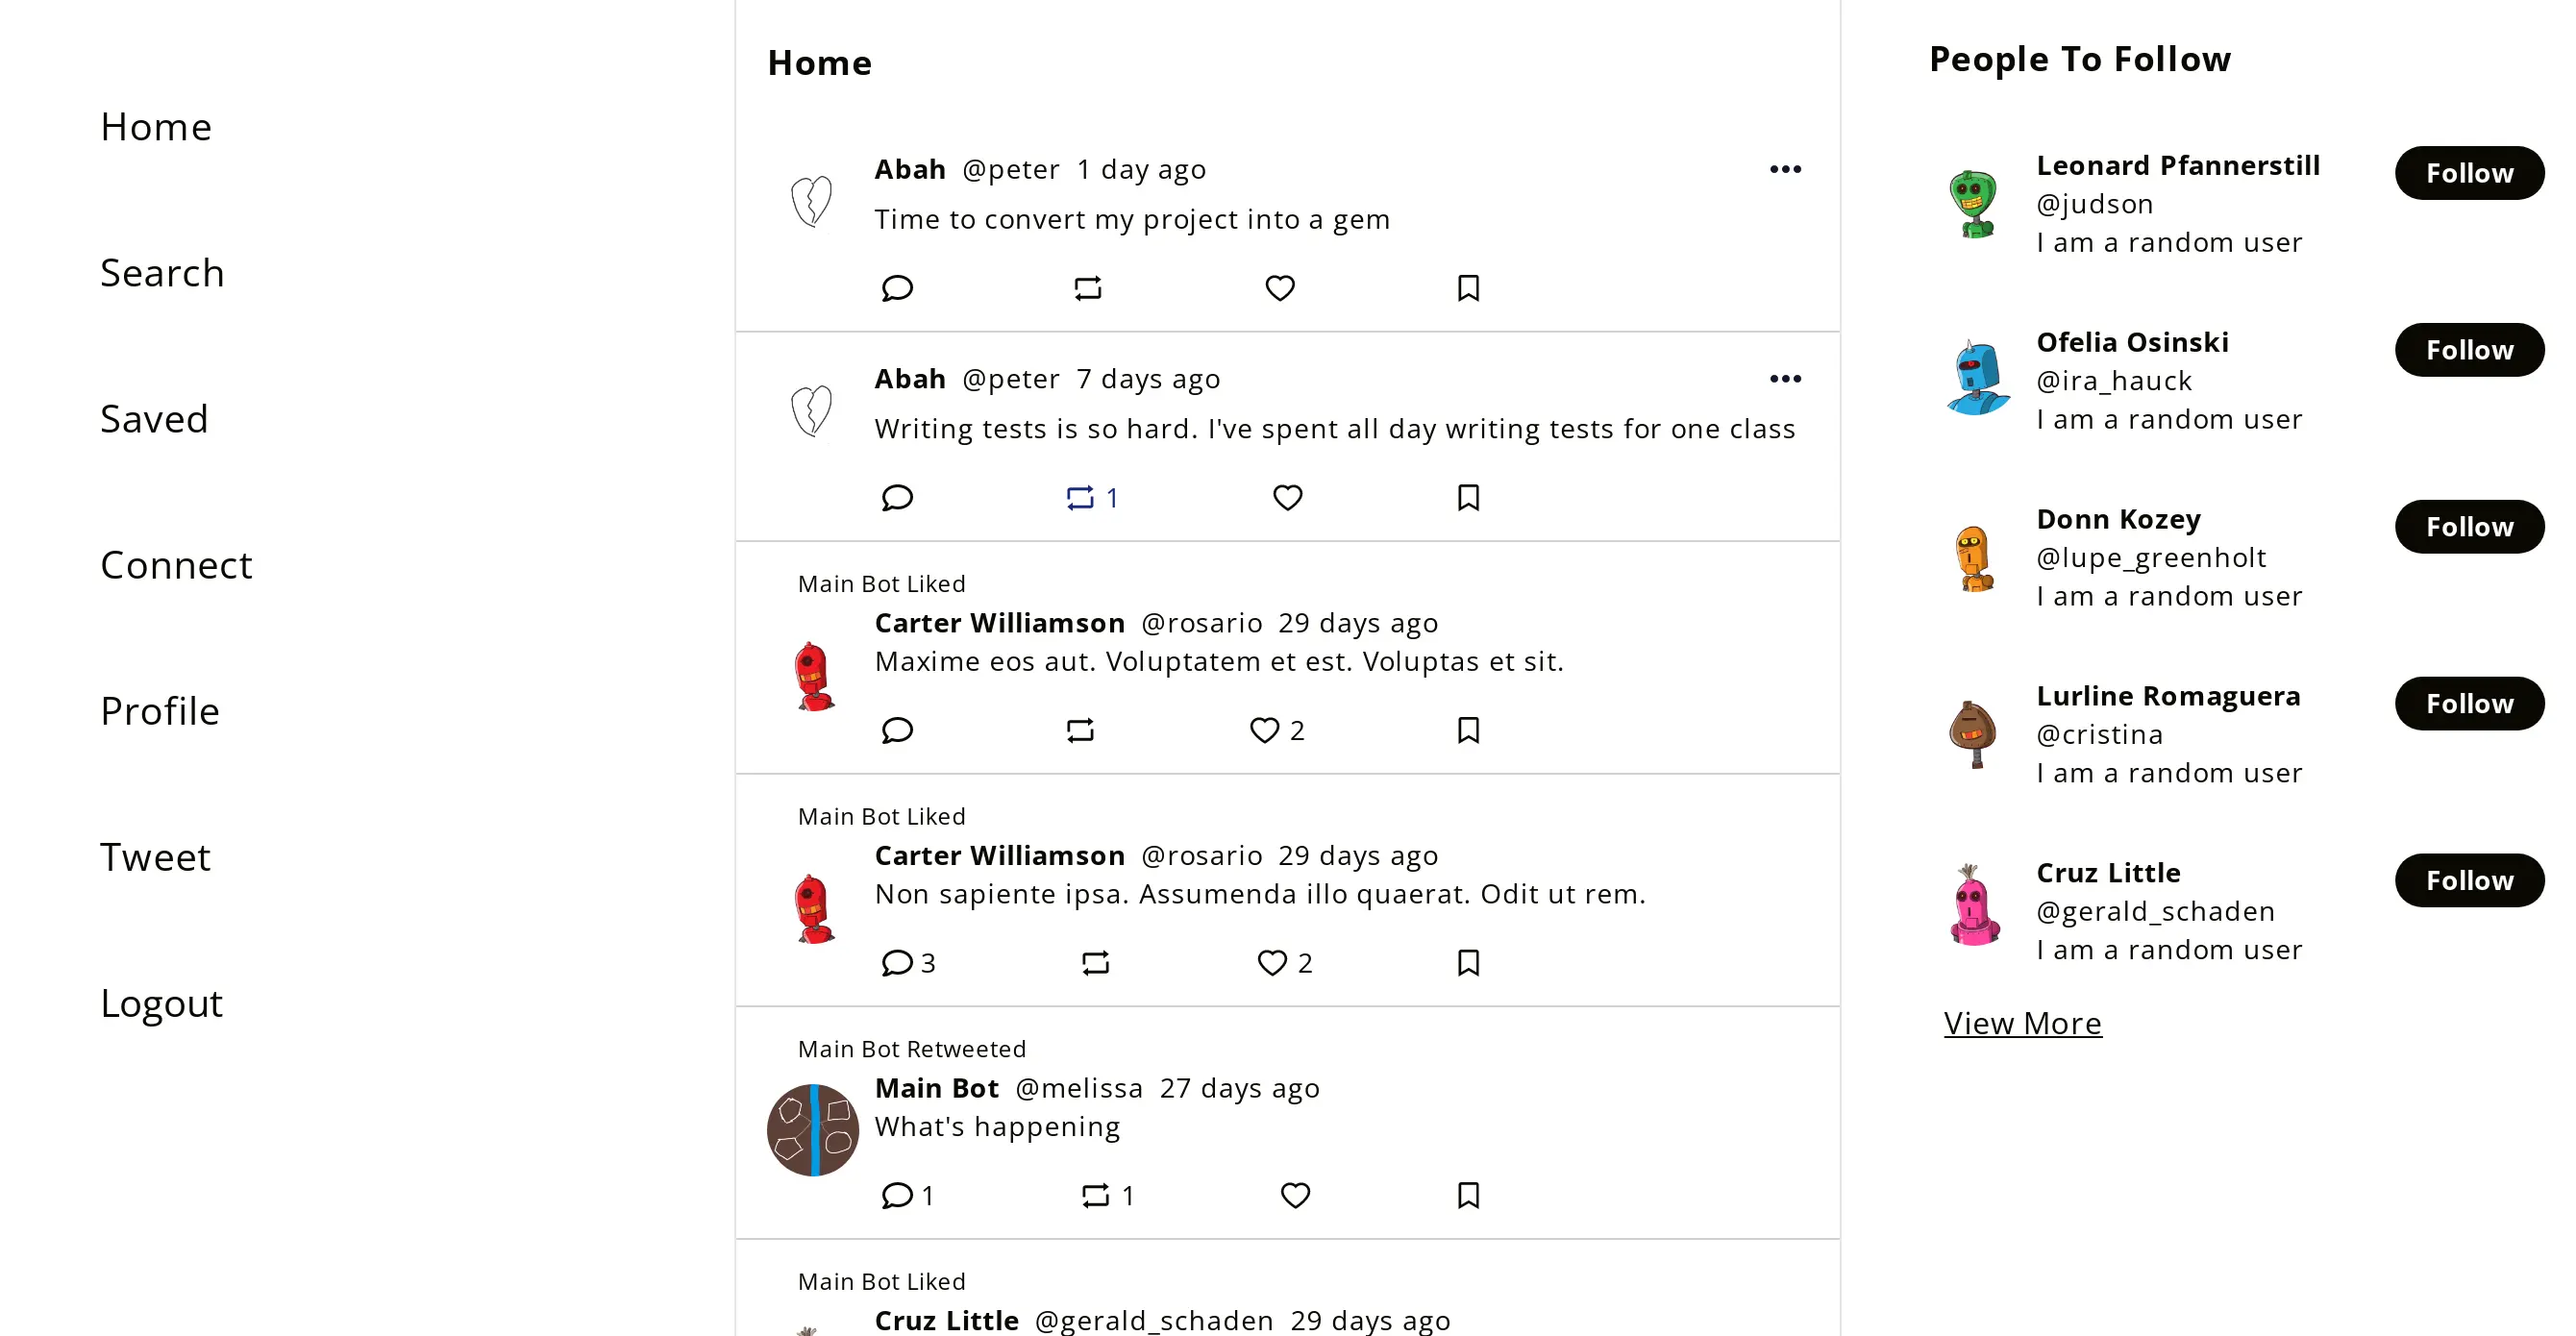 Home
Search
Saved
Connect
Profile
Tweet
Logout
Home
Abah @peter 1 day ago
Time to convert my project into a gem
Abah @peter 7 days ago
Writing tests is so hard. I've spent all day writing tests for one class
1
Main Bot Liked
Carter Williamson @rosario 29 days ago
Maxime eos aut. Voluptatem et est. Voluptas et sit.
2
Main Bot Liked
Carter Williamson @rosario 29 days ago
Non sapiente ipsa. Assumenda illo quaerat. Odit ut rem.
3 2
Main Bot Retweeted
Main Bot @melissa 27 days ago
What's happening
1 1
Main Bot Liked
Cruz Little @gerald_schaden 29 days ago
People To Follow
Leonard Pfannerstill
Follow
@judson
I am a random user
Ofelia Osinski
Follow
@ira_hauck
I am a random user
Donn Kozey
Follow
@lupe_greenholt
I am a random user
Lurline Romaguera
Follow
@cristina
I am a random user
Cruz Little
Follow
@gerald_schaden
I am a random user
View More